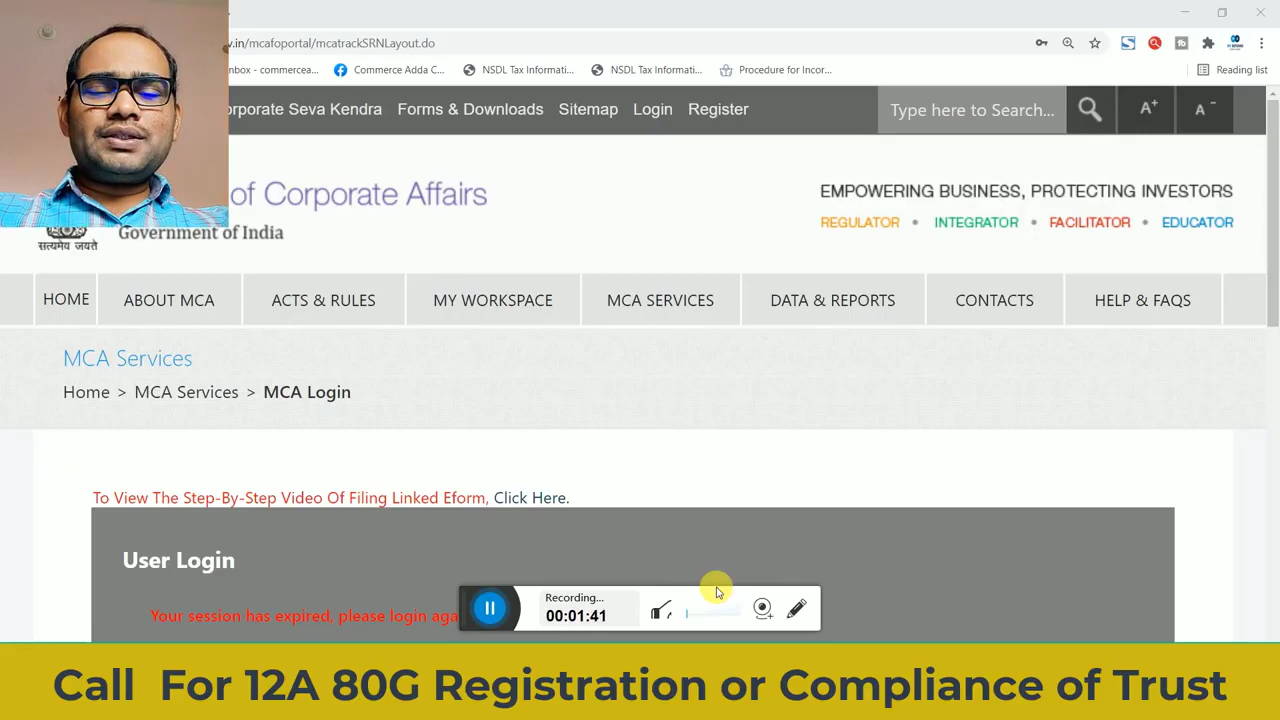 v.in/mcafoportal/mcatrackSRNLayout.do
nbox - commercea...
Commerce Adda C...
NSDL Tax Informati...
NSDL Tax Informati...
Procedure for Incor...
Reading list
orporate Seva Kendra
Forms & Downloads
Sitemap
Login
Register
Type here to Search...
A+
A-
of Corporate Affairs
EMPOWERING BUSINESS, PROTECTING INVESTORS
REGULATOR • INTEGRATOR • FACILITATOR • EDUCATOR
सत्यमेव जयते
Government of India
HOME
ABOUT MCA
ACTS & RULES
MY WORKSPACE
MCA SERVICES
DATA & REPORTS
CONTACTS
HELP & FAQS
MCA Services
Home > MCA Services > MCA Login
To View The Step-By-Step Video Of Filing Linked Eform, Click Here.
User Login
Your session has expired, please login aga
Recording...
00:01:41
Call For 12A 80G Registration or Compliance of Trust